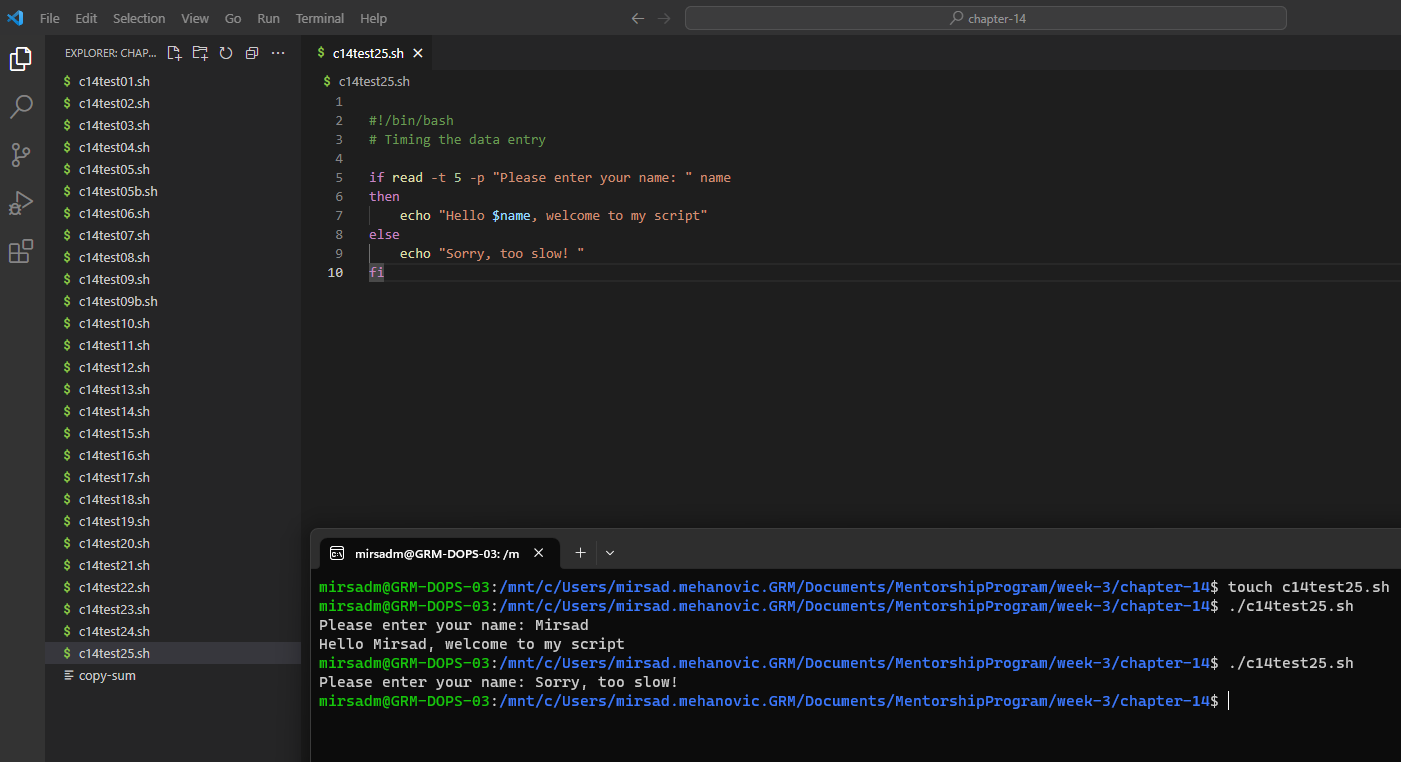 File Edit Selection View Go Run Terminal Help
chapter-14
EXPLORER: CHAP...
c14test01.sh
c14test02.sh
c14test03.sh
c14test04.sh
c14test05.sh
c14test05b.sh
c14test06.sh
c14test07.sh
c14test08.sh
c14test09.sh
c14test09b.sh
c14test10.sh
c14test11.sh
c14test12.sh
c14test13.sh
c14test14.sh
c14test15.sh
c14test16.sh
c14test17.sh
c14test18.sh
c14test19.sh
c14test20.sh
c14test21.sh
c14test22.sh
c14test23.sh
c14test24.sh
c14test25.sh
copy-sum
$ c14test25.sh
$ c14test25.sh
1
2 #!/bin/bash
3 # Timing the data entry
4
5 if read -t 5 -p "Please enter your name: " name
6 then
7 echo "Hello $name, welcome to my script"
8 else
9 echo "Sorry, too slow! "
10 fi
mirsadm@GRM-DOPS-03: /m
mirsadm@GRM-DOPS-03:/mnt/c/Users/mirsad.mehanovic.GRM/Documents/MentorshipProgram/week-3/chapter-14$ touch c14test25.sh
mirsadm@GRM-DOPS-03:/mnt/c/Users/mirsad.mehanovic.GRM/Documents/MentorshipProgram/week-3/chapter-14$ ./c14test25.sh
Please enter your name: Mirsad
Hello Mirsad, welcome to my script
mirsadm@GRM-DOPS-03:/mnt/c/Users/mirsad.mehanovic.GRM/Documents/MentorshipProgram/week-3/chapter-14$ ./c14test25.sh
Please enter your name: Sorry, too slow!
mirsadm@GRM-DOPS-03:/mnt/c/Users/mirsad.mehanovic.GRM/Documents/MentorshipProgram/week-3/chapter-14$